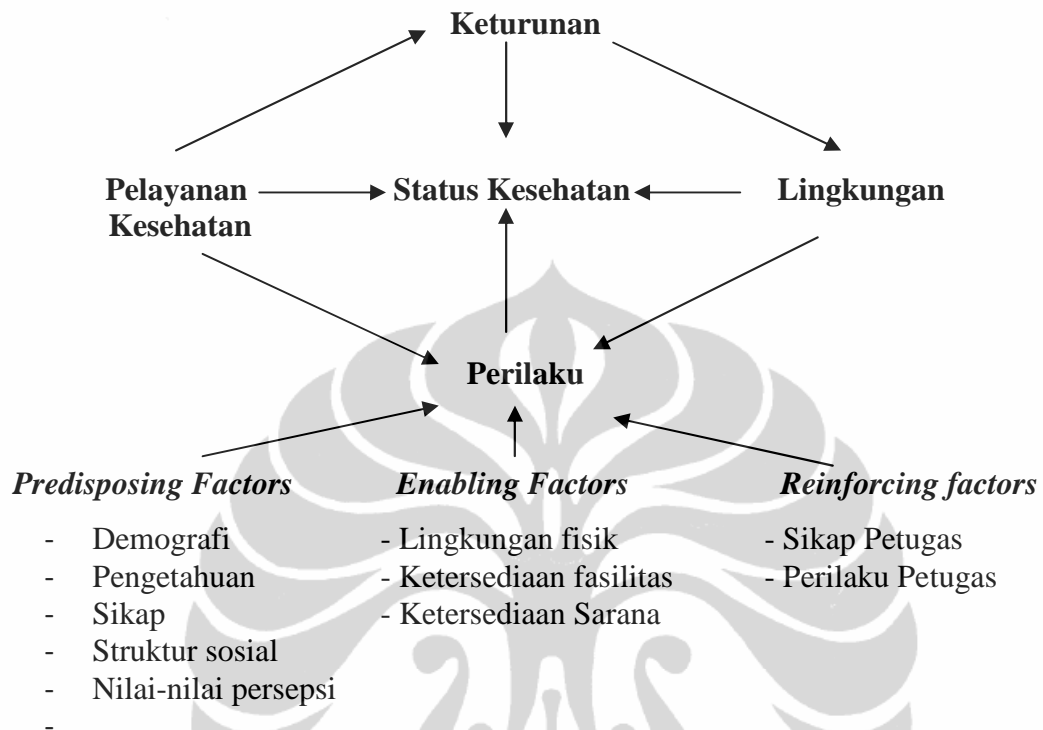 Keturunan
Pelayanan
Kesehatan
Status Kesehatan
Lingkungan
Perilaku
Predisposing Factors
- Demografi
- Pengetahuan
- Sikap
- Struktur sosial
- Nilai-nilai persepsi
-
Enabling Factors
- Lingkungan fisik
- Ketersediaan fasilitas
- Ketersediaan Sarana
Reinforcing factors
- Sikap Petugas
- Perilaku Petugas